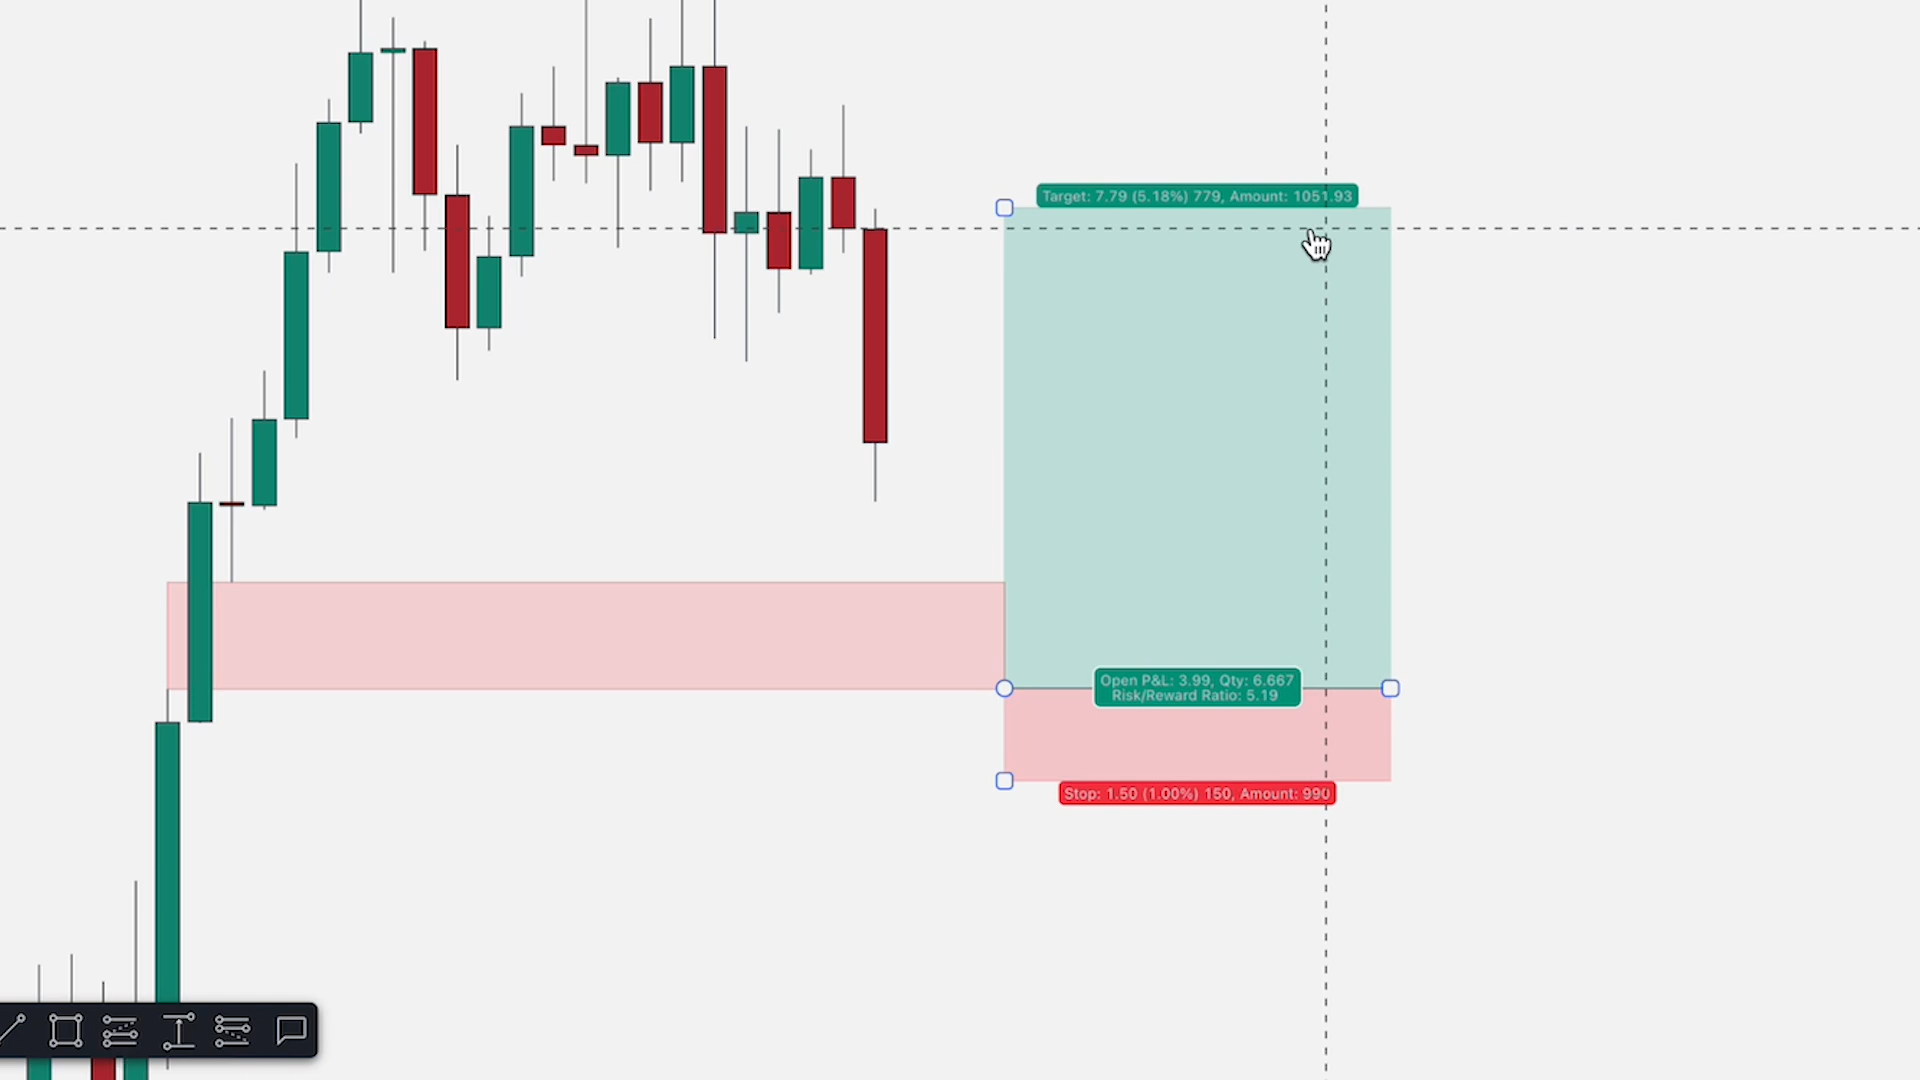 Target: 7.79 (5.18%) 779, Amount: 1051.93
Open P&L: 3.99, Qty: 6.667
Risk/Reward Ratio: 5.19
Stop: 1.50 (1.00%) 150, Amount: 990